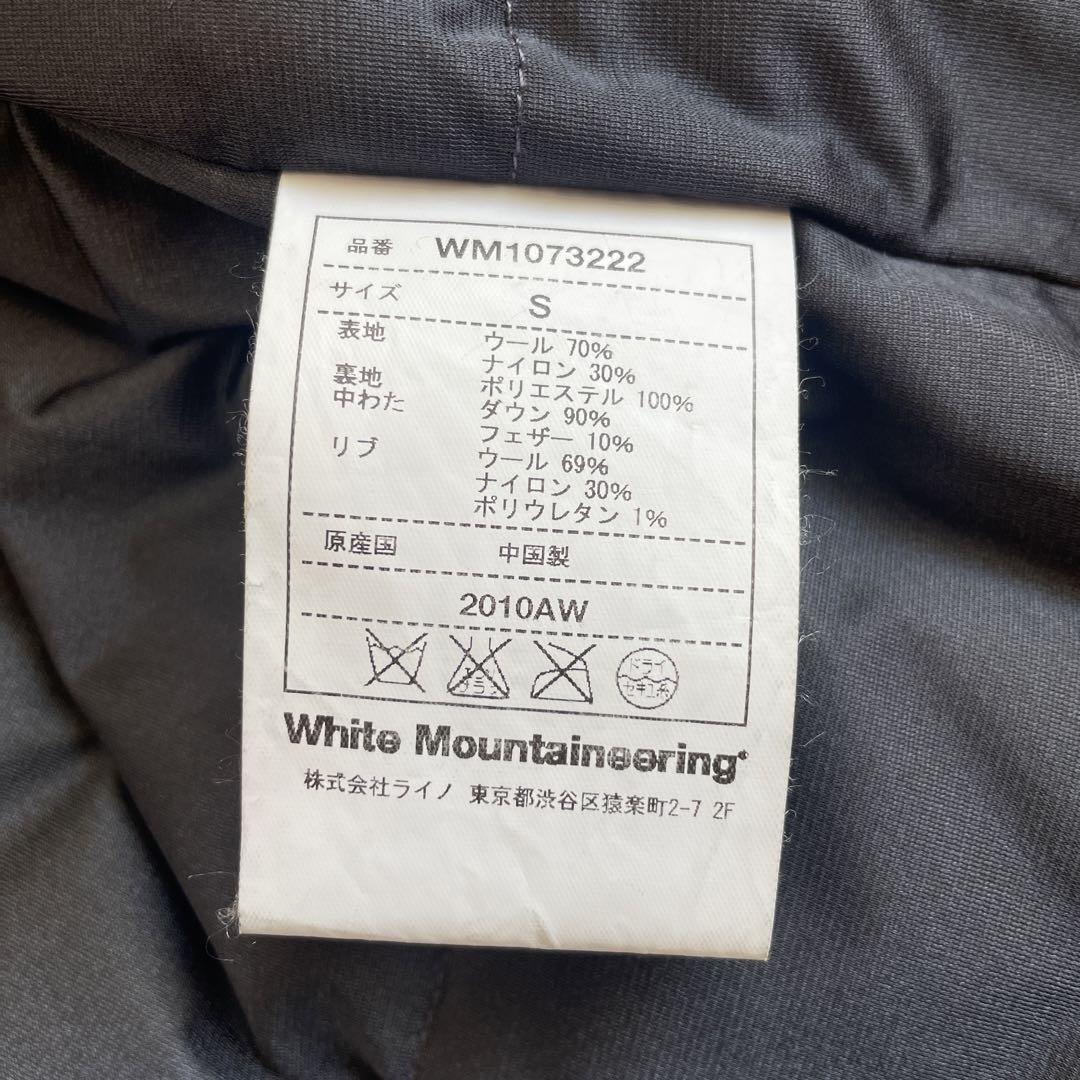 品番 WM1073222
サイズ S
表地 ウール 70%
ナイロン 30%
裏地 ポリエステル 100%
中わた ダウン 90%
フェザー 10%
リブ ウール 69%
ナイロン 30%
ポリウレタン 1%
原産国 中国製
2010AW
ドライ
セキユ系
White Mountaineering
株式会社ライノ 東京都渋谷区猿楽町2-7 2F